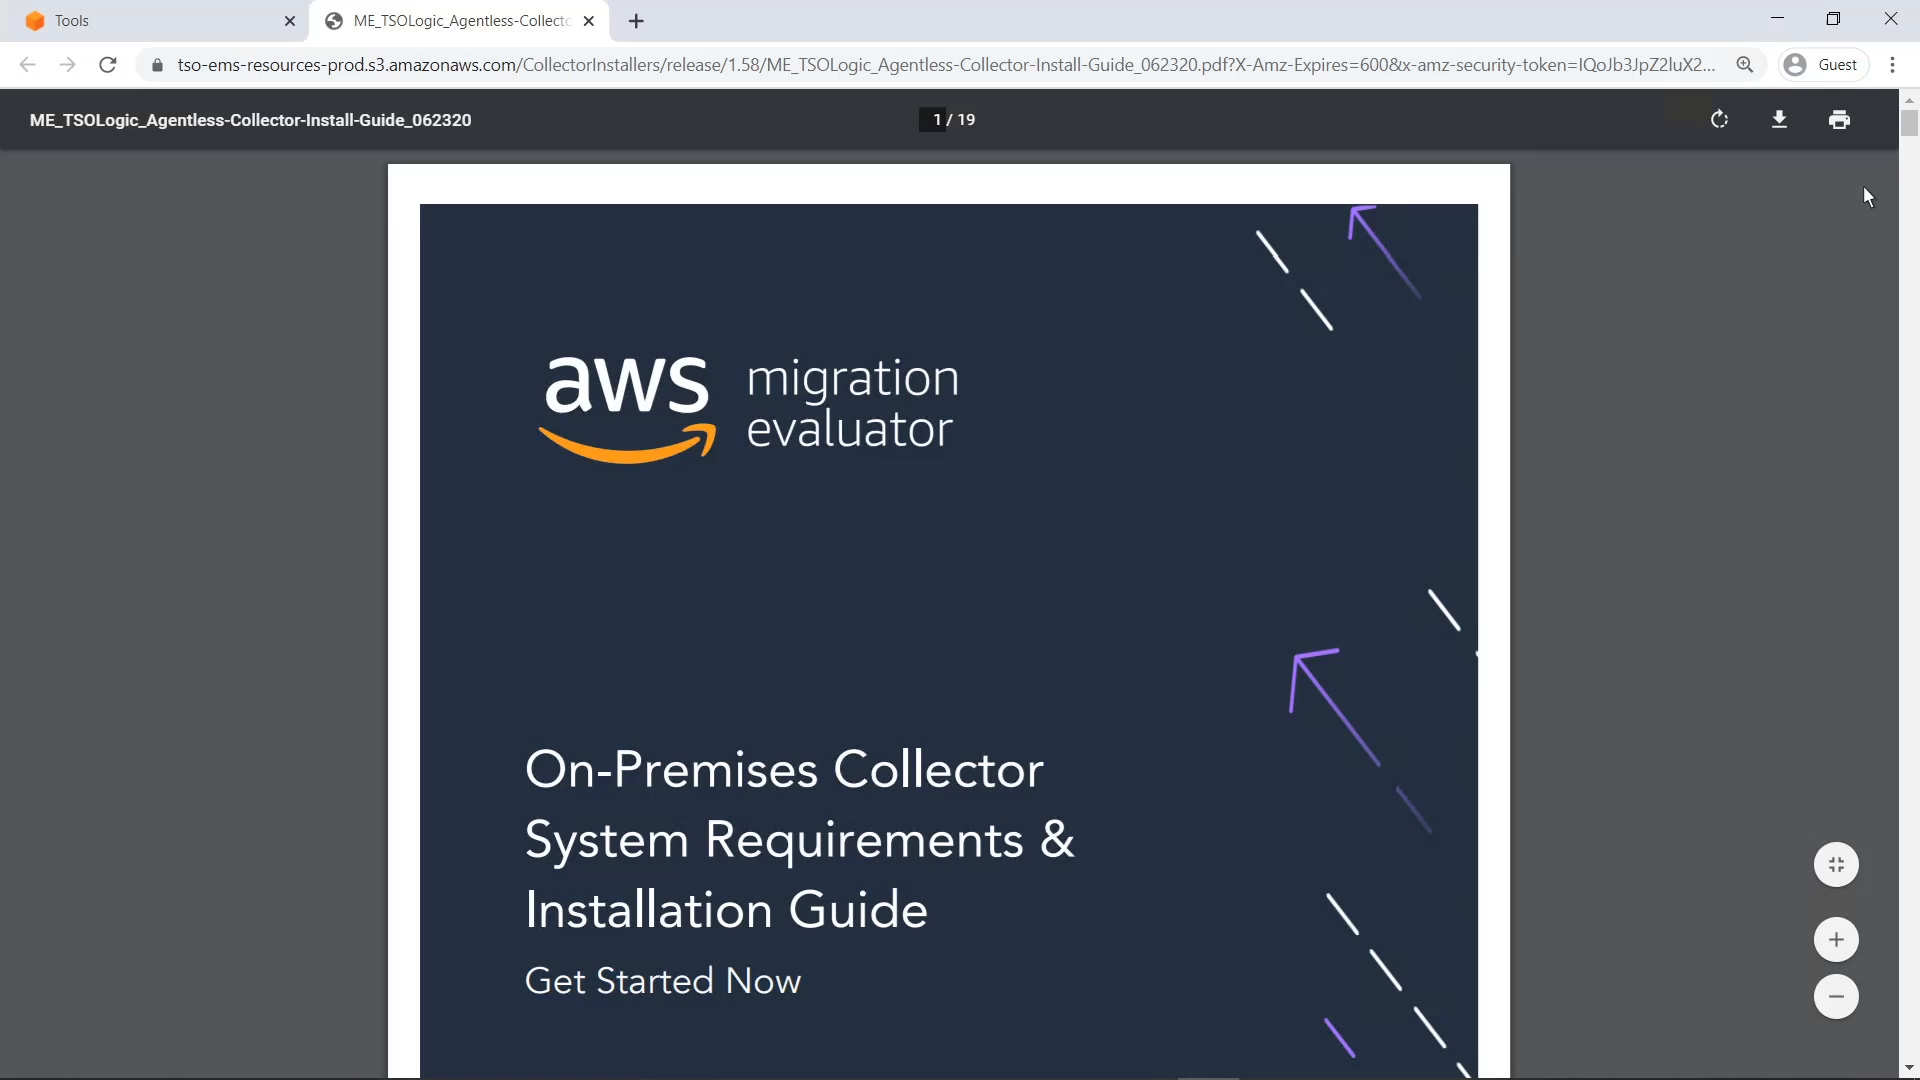 Tools
ME_TSOLogic_Agentless-Collecto
tso-ems-resources-prod.s3.amazonaws.com/CollectorInstallers/release/1.58/ME_TSOLogic_Agentless-Collector-Install-Guide_062320.pdf?X-Amz-Expires=600&x-amz-security-token=IQoJb3JpZ2luX2...
Guest
ME_TSOLogic_Agentless-Collector-Install-Guide_062320
1 / 19
aws
migration
evaluator
On-Premises Collector
System Requirements &
Installation Guide
Get Started Now